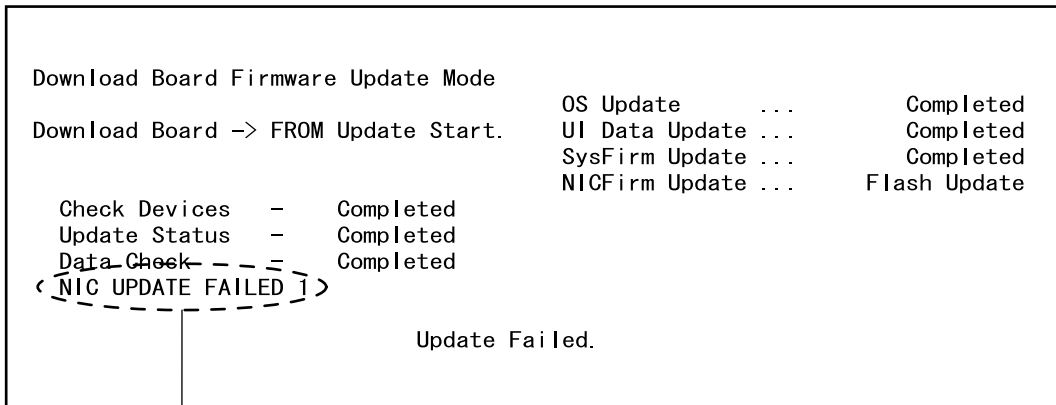 Download Board Firmware Update Mode
Download Board -> FROM Update Start.
OS Update ... Completed
UI Data Update ... Completed
SysFirm Update ... Completed
NICFirm Update ... Flash Update
Check Devices - Completed
Update Status - Completed
Data Check - Completed
NIC UPDATE FAILED 1
Update Failed.